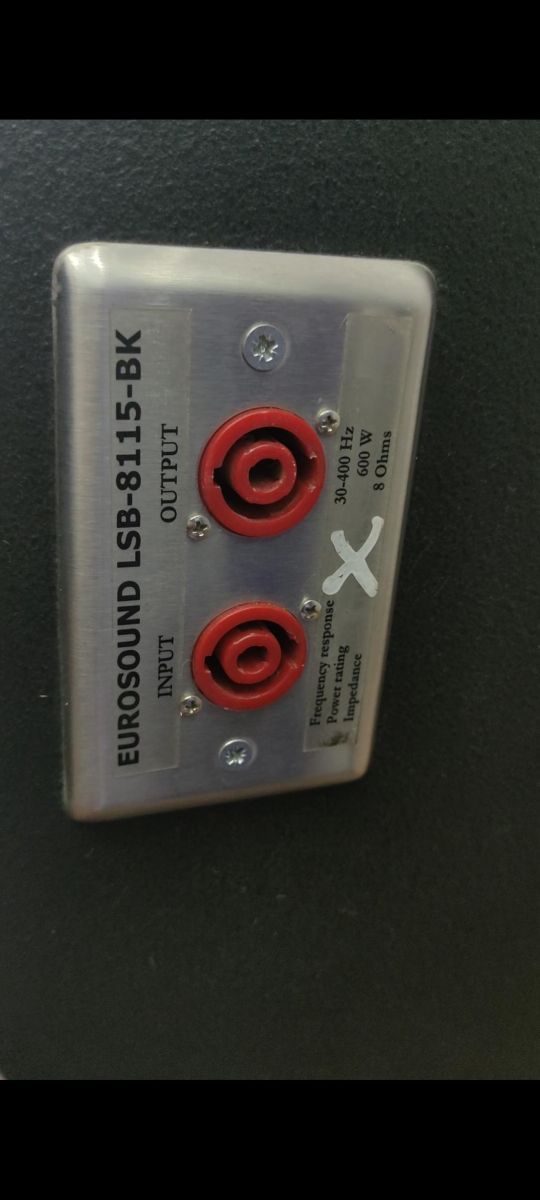 EUROSOUND LSB-8115-BK
INPUT OUTPUT
Frequency response 30-400 Hz
Power rating 600 W
Impedance 8 Ohms